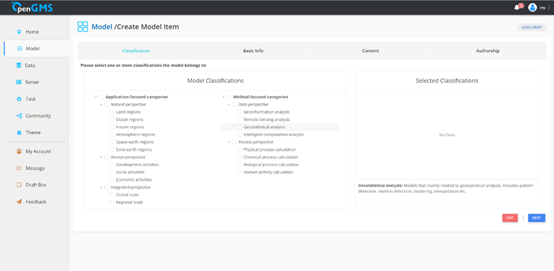 OpenGMS
my
Home
Model
Data
Server
Task
Community
Theme
My Account
Message
Draft Box
Feedback
Model /Create Model Item
LOAD DRAFT
Classification
Basic Info
Content
Authorship
Please select one or more classifications the model belongs to:
Model Classifications
Application-focused categories
Natural-perspective
Land regions
Ocean regions
Frozen regions
Atmospheric regions
Space-earth regions
Solid-earth regions
Human-perspective
Development activities
Social activities
Economic activities
Integrated-perspective
Global scale
Regional scale
Method-focused categories
Data-perspective
Geoinformation analysis
Remote sensing analysis
Geostatistical analysis
Intelligent computation analysis
Process-perspective
Physical process calculation
Chemical process calculation
Biological process calculation
Human activity calculation
Selected Classifications
No Data
Geostatistical analysis: Models that mainly related to geostatistical analysis, includes pattern
detection, relation detection, clustering, interpolation etc.
EXIT
NEXT